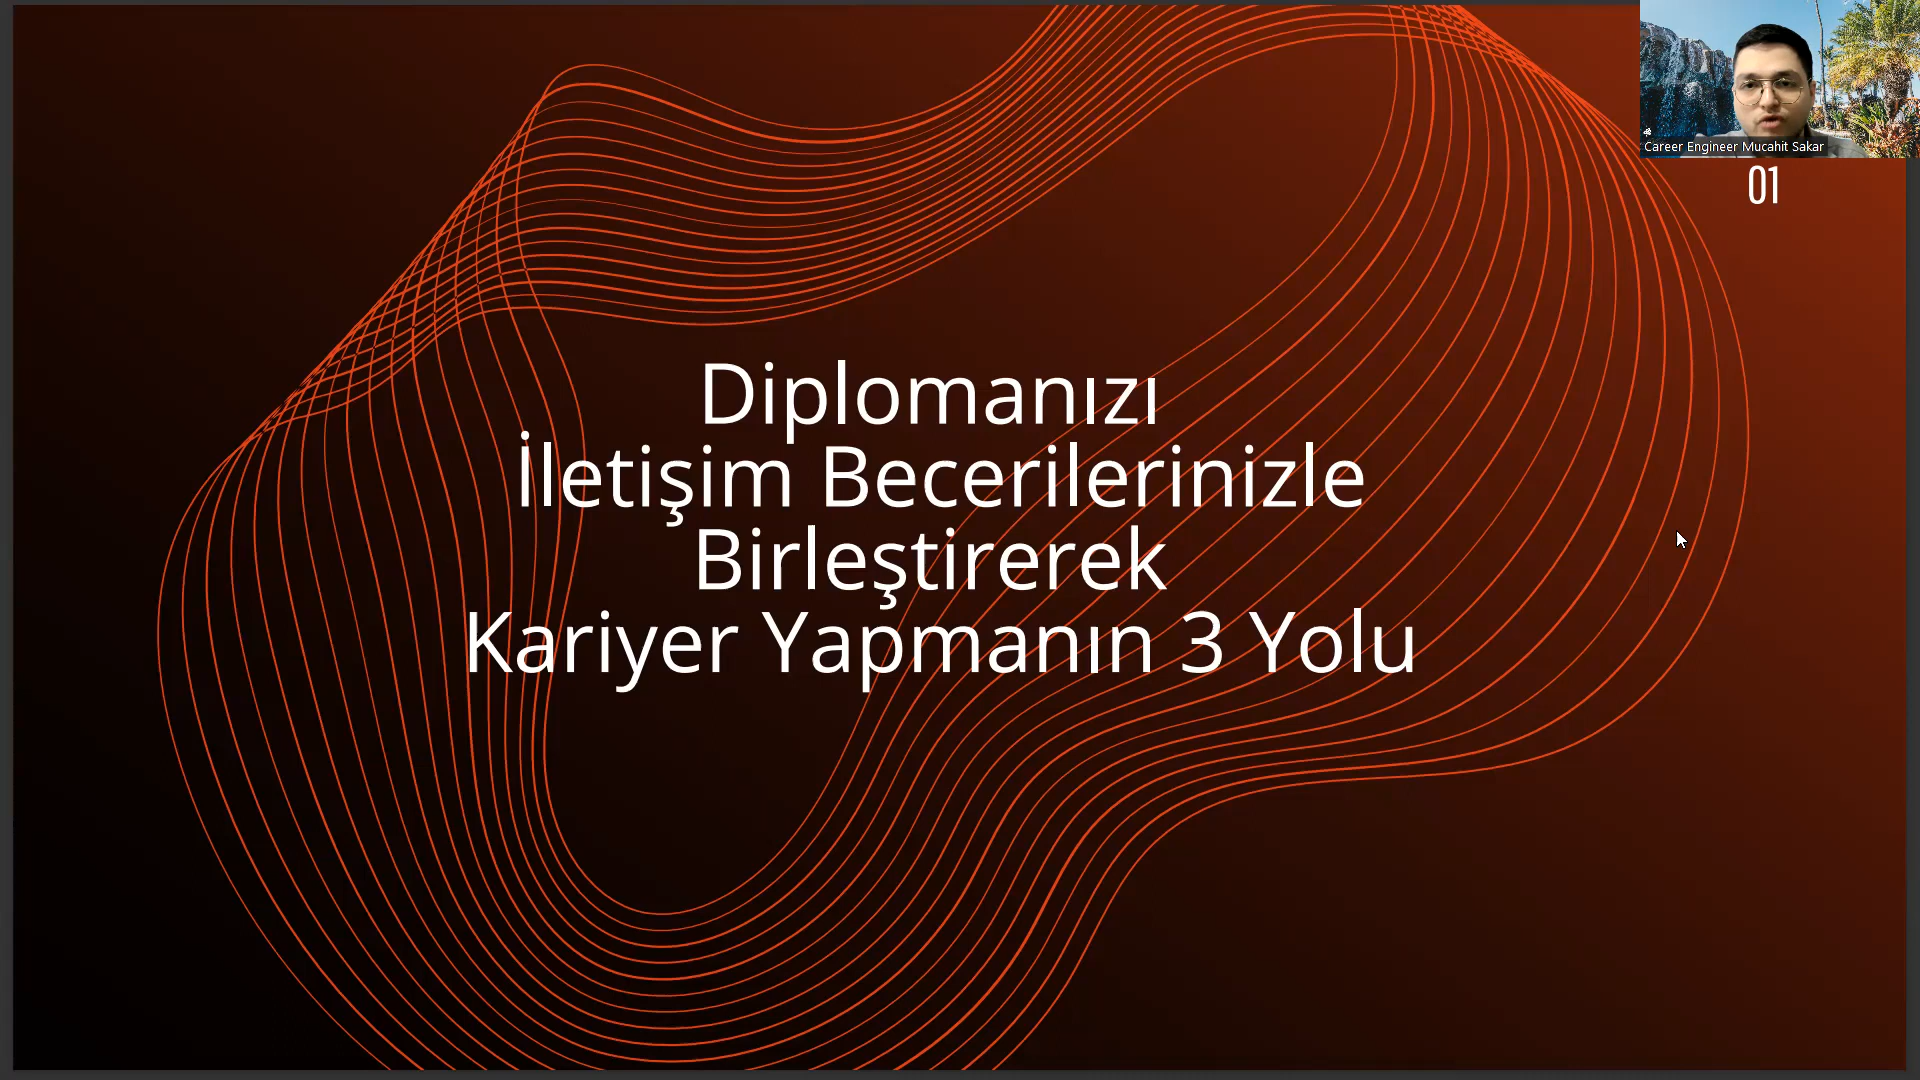 Career Engineer Mucahit Sakar
01
Diplomanızı
İletişim Becerilerinizle
Birleştirerek
Kariyer Yapmanın 3 Yolu